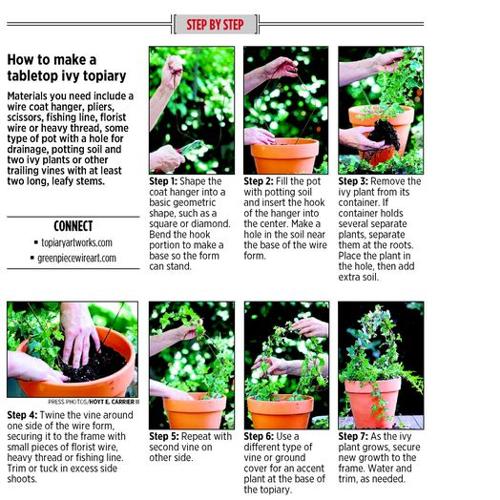 STEP BY STEP
How to make a
tabletop ivy topiary
Materials you need include a
wire coat hanger, pliers,
scissors, fishing line, florist
wire or heavy thread, some
type of pot with a hole for
drainage, potting soil and
two ivy plants or other
trailing vines with at least
two long, leafy stems.
CONNECT
■ topiaryartworks.com
■ greenpiecewireart.com
Step 1: Shape the
coat hanger into a
basic geometric
shape, such as a
square or diamond.
Bend the hook
portion to make a
base so the form
can stand.
Step 2: Fill the pot
with potting soil
and insert the hook
of the hanger into
the center. Make a
hole in the soil near
the base of the wire
form.
Step 3: Remove the
ivy plant from its
container. If
container holds
several separate
plants, separate
them at the roots.
Place the plant in
the hole, then add
extra soil.
PRESS PHOTOS/HOYT E. CARRIER II
Step 4: Twine the vine around
one side of the wire form,
securing it to the frame with
small pieces of florist wire,
heavy thread or fishing line.
Trim or tuck in excess side
shoots.
Step 5: Repeat with
second vine on
other side.
Step 6: Use a
different type of
vine or ground
cover for an accent
plant at the base of
the topiary.
Step 7: As the ivy
plant grows, secure
new growth to the
frame. Water and
trim, as needed.